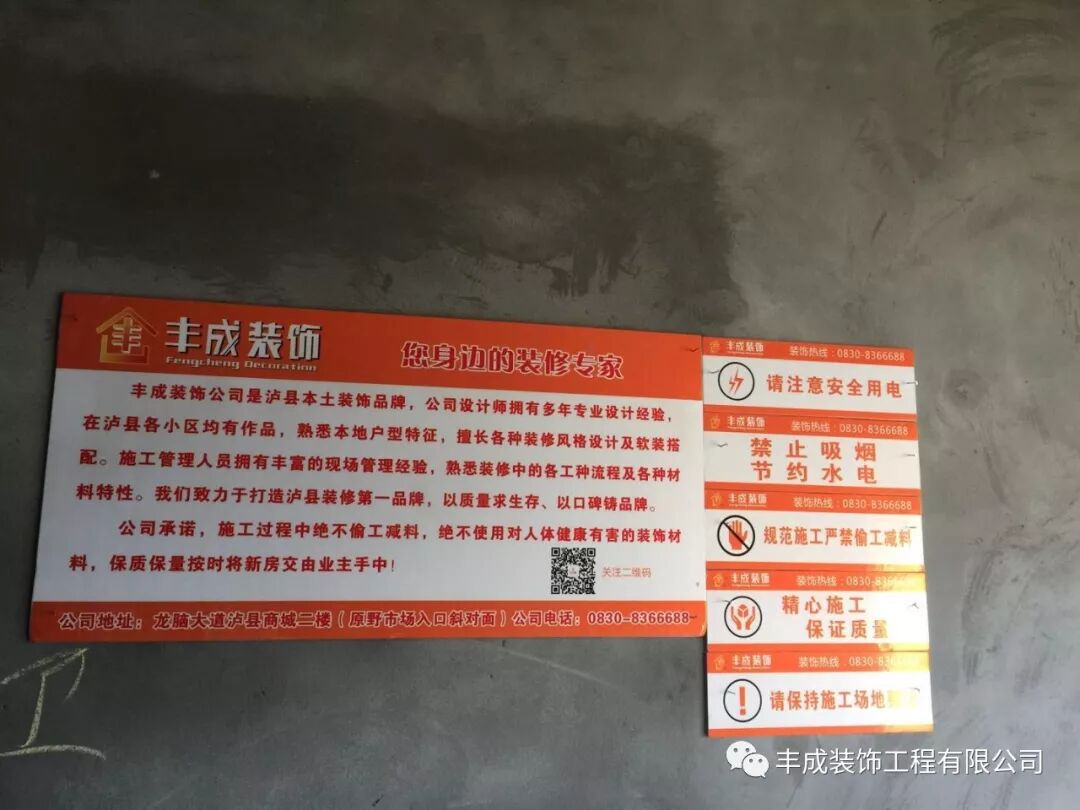 丰
丰成装饰
Fengcheng Decoration
您身边的装修专家
丰成装饰公司是泸县本土装饰品牌，公司设计师拥有多年专业设计经验，
在泸县各小区均有作品，熟悉本地户型特征，擅长各种装修风格设计及软装搭
配。施工管理人员拥有丰富的现场管理经验，熟悉装修中的各工种流程及各种材
料特性。我们致力于打造泸县装修第一品牌，以质量求生存、以口碑铸品牌。
公司承诺，施工过程中绝不偷工减料，绝不使用对人体健康有害的装饰材
料，保质保量按时将新房交由业主手中！
关注二维码
公司地址：龙脑大道泸县商城二楼（原野市场入口斜对面）公司电话：0830-8366688
丰成装饰 装饰热线：0830-8366688
请注意安全用电
丰成装饰 装饰热线：0830-8366688
禁止吸烟
节约水电
丰成装饰 装饰热线：0830-8366688
规范施工严禁偷工减料
丰成装饰 装饰热线：0830-8366688
精心施工
保证质量
丰成装饰 装饰热线：0830-8366688
请保持施工场地
工
丰成装饰工程有限公司